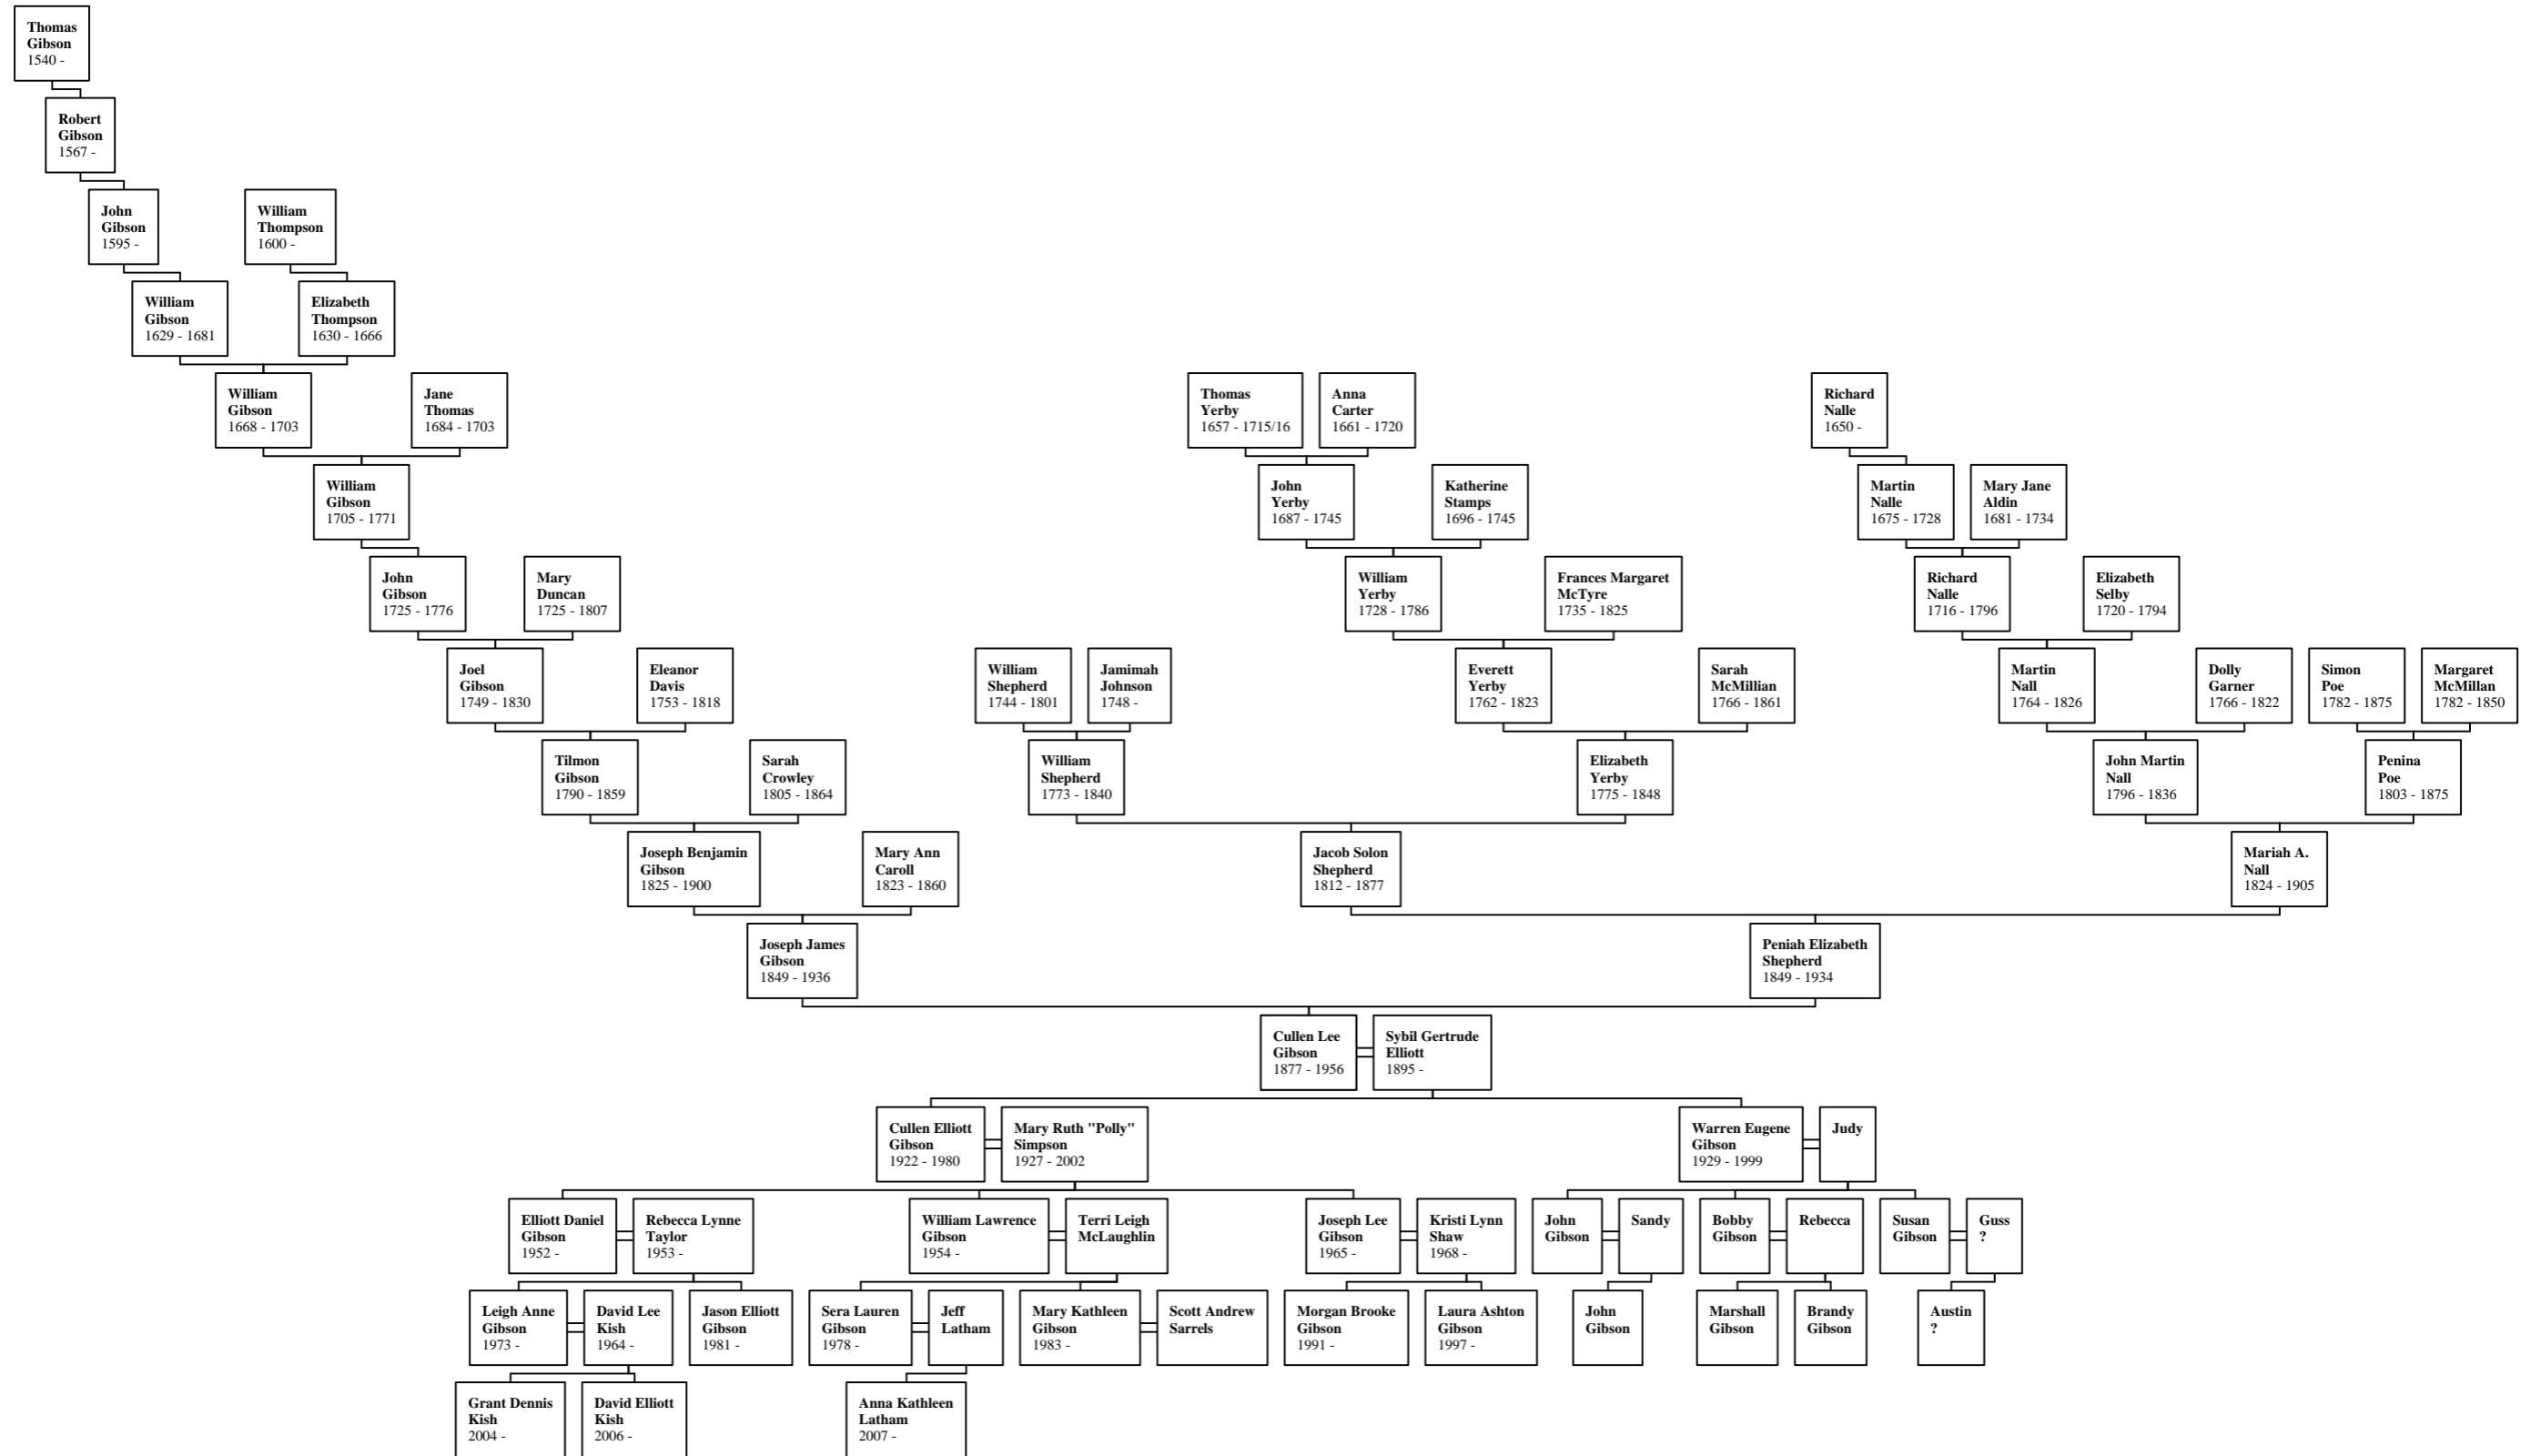 Thomas
Gibson
1540 -
Robert
Gibson
1567 -
John
Gibson
1595 -
William
Thompson
1600 -
William
Gibson
1629 - 1681
Elizabeth
Thompson
1630 - 1666
William
Gibson
1668 - 1703
Jane
Thomas
1684 - 1703
Thomas
Yerby
1657 - 1715/16
Anna
Carter
1661 - 1720
Richard
Nalle
1650 -
William
Gibson
1705 - 1771
John
Yerby
1687 - 1745
Katherine
Stamps
1696 - 1745
Martin
Nalle
1675 - 1728
Mary Jane
Aldin
1681 - 1734
John
Gibson
1725 - 1776
Mary
Duncan
1725 - 1807
William
Yerby
1728 - 1786
Frances Margaret
McTyre
1735 - 1825
Richard
Nalle
1716 - 1796
Elizabeth
Selby
1720 - 1794
Joel
Gibson
1749 - 1830
Eleanor
Davis
1753 - 1818
William
Shepherd
1744 - 1801
Jamimah
Johnson
1748 -
Everett
Yerby
1762 - 1823
Sarah
McMillian
1766 - 1861
Martin
Nall
1764 - 1826
Dolly
Garner
1766 - 1822
Simon
Poe
1782 - 1875
Margaret
McMillan
1782 - 1850
Tilmon
Gibson
1790 - 1859
Sarah
Crowley
1805 - 1864
William
Shepherd
1773 - 1840
Elizabeth
Yerby
1775 - 1848
John Martin
Nall
1796 - 1836
Penina
Poe
1803 - 1875
Joseph Benjamin
Gibson
1825 - 1900
Mary Ann
Caroll
1823 - 1860
Jacob Solon
Shepherd
1812 - 1877
Mariah A.
Nall
1824 - 1905
Joseph James
Gibson
1849 - 1936
Peniah Elizabeth
Shepherd
1849 - 1934
Cullen Lee
Gibson
1877 - 1956
Sybil Gertrude
Elliott
1895 -
Cullen Elliott
Gibson
1922 - 1980
Mary Ruth "Polly"
Simpson
1927 - 2002
Warren Eugene
Gibson
1929 - 1999
Judy
Elliott Daniel
Gibson
1952 -
Rebecca Lynne
Taylor
1953 -
William Lawrence
Gibson
1954 -
Terri Leigh
McLaughlin
Joseph Lee
Gibson
1965 -
Kristi Lynn
Shaw
1968 -
John
Gibson
Sandy
Bobby
Gibson
Rebecca
Susan
Gibson
Guss
?
Leigh Anne
Gibson
1973 -
David Lee
Kish
1964 -
Jason Elliott
Gibson
1981 -
Sera Lauren
Gibson
1978 -
Jeff
Latham
Mary Kathleen
Gibson
1983 -
Scott Andrew
Sarrels
Morgan Brooke
Gibson
1991 -
Laura Ashton
Gibson
1997 -
John
Gibson
Marshall
Gibson
Brandy
Gibson
Austin
?
Grant Dennis
Kish
2004 -
David Elliott
Kish
2006 -
Anna Kathleen
Latham
2007 -